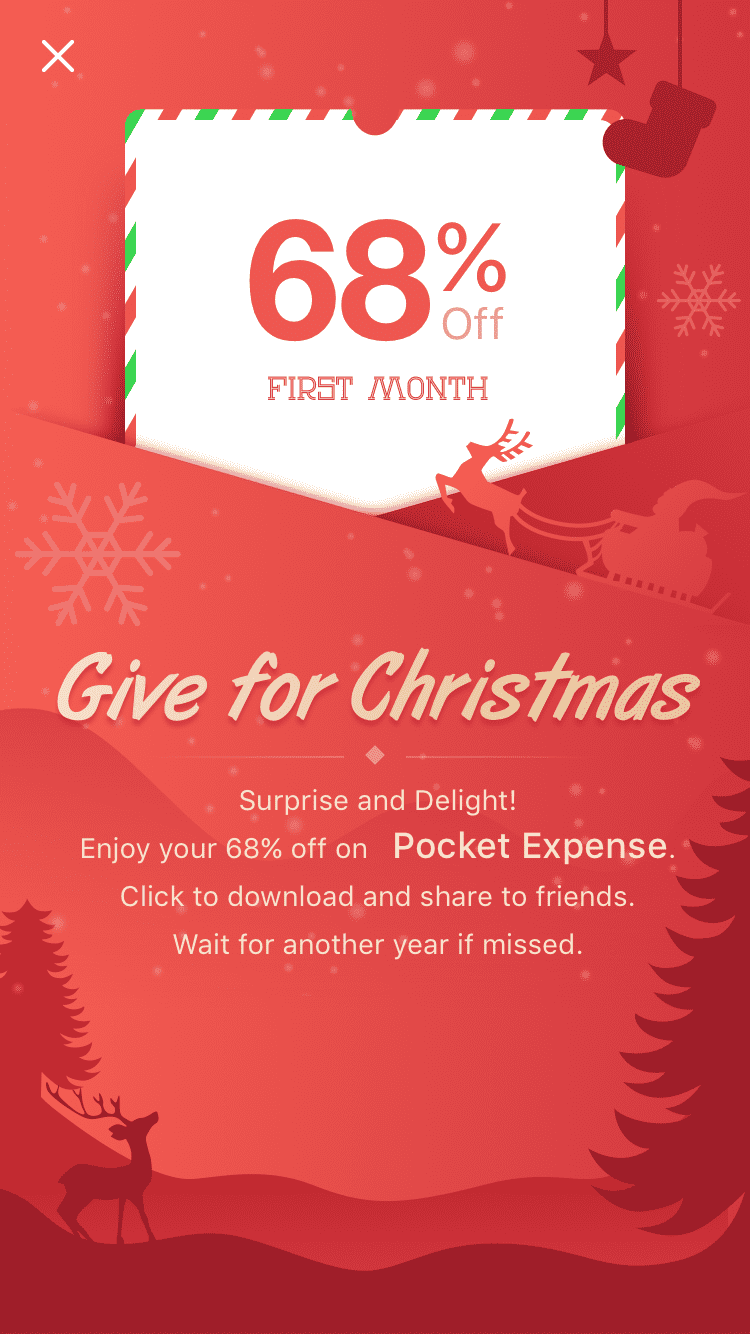 68%
Off
FIRST MONTH
Give for Christmas
Surprise and Delight!
Enjoy your 68% off on Pocket Expense.
Click to download and share to friends.
Wait for another year if missed.